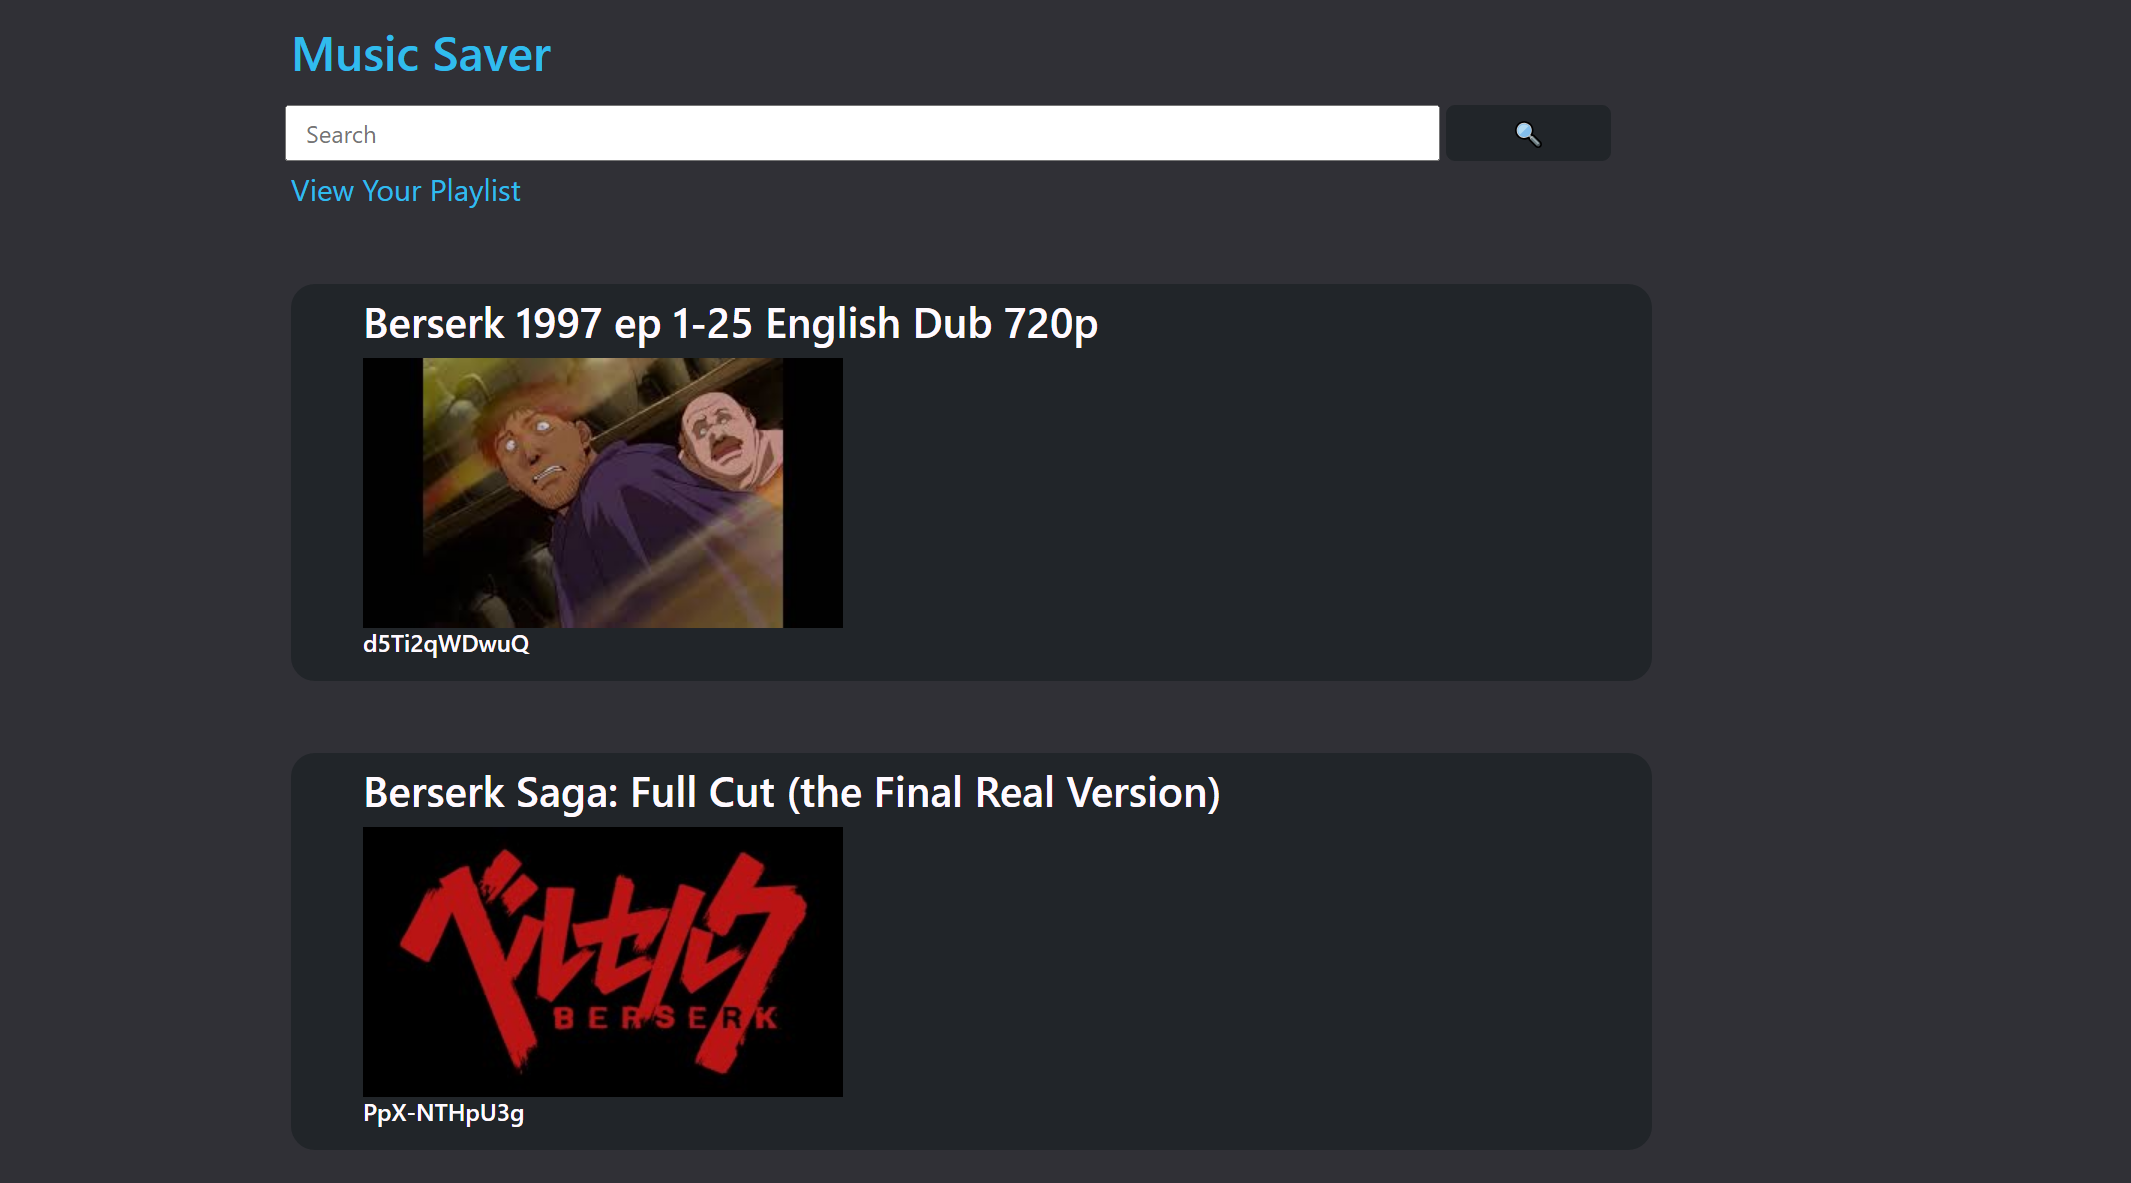 Music Saver
Search
View Your Playlist
Berserk 1997 ep 1-25 English Dub 720p
d5Ti2qWDwuQ
Berserk Saga: Full Cut (the Final Real Version)
ベルセルク
BERSERK
PpX-NTHpU3g